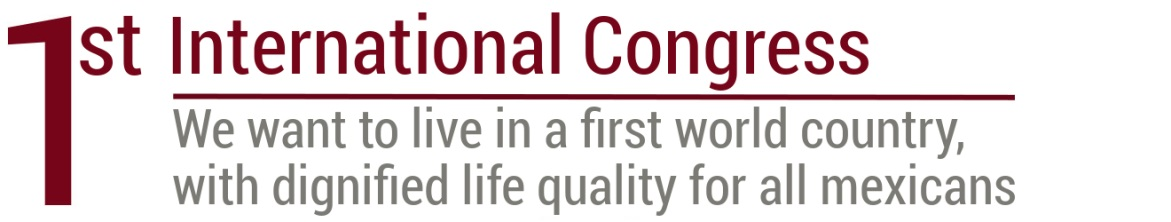 1st International Congress
We want to live in a first world country,
with dignified life quality for all mexicans